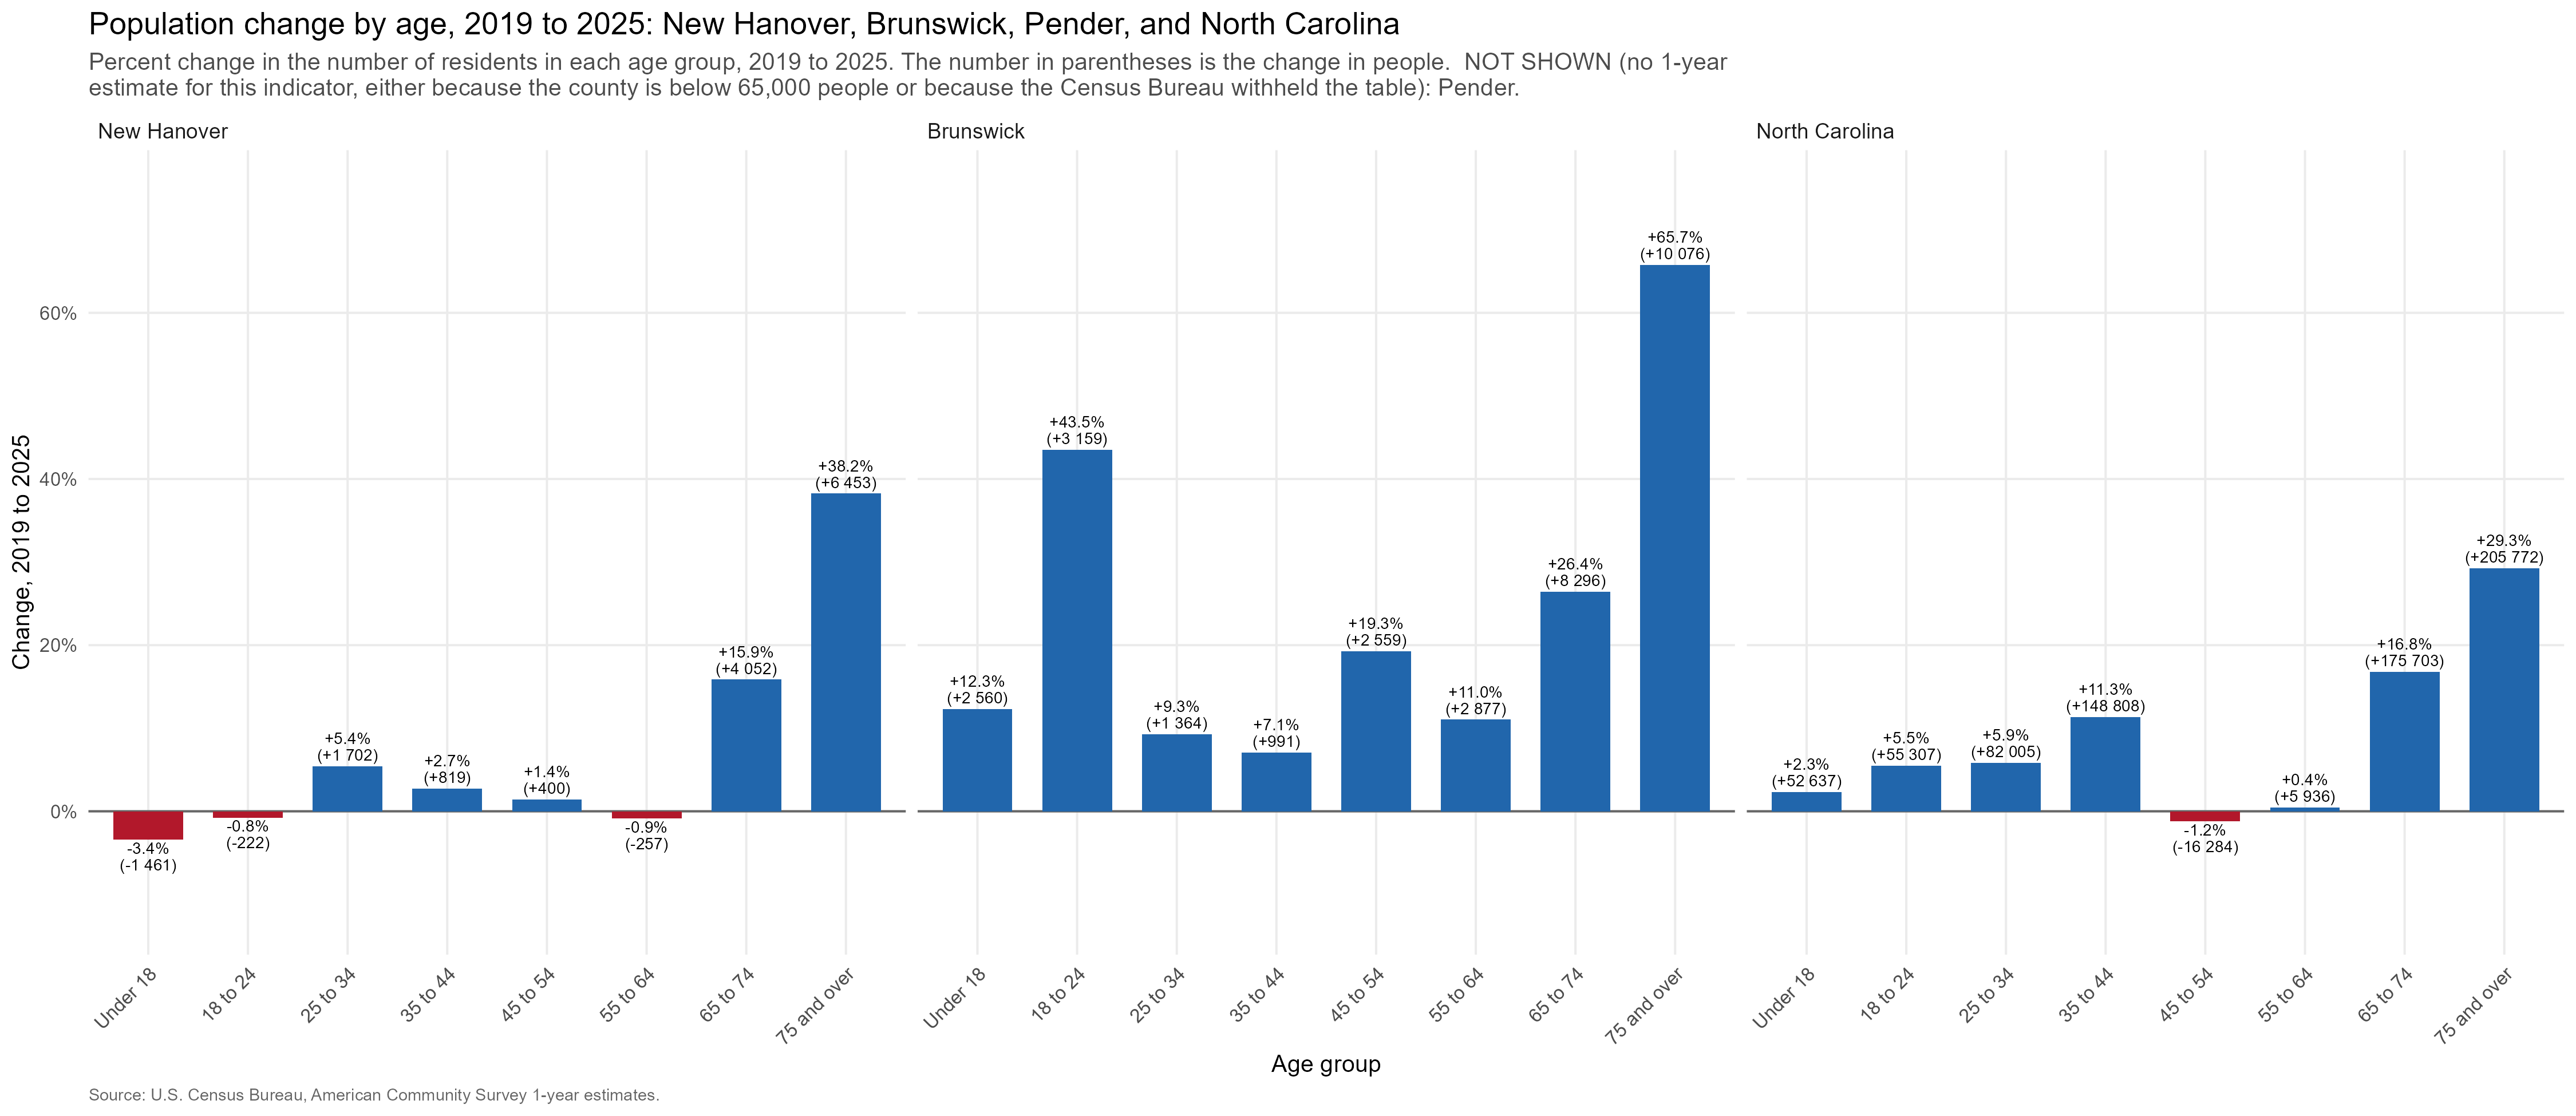 Population change by age, 2019 to 2025: New Hanover, Brunswick, Pender, and North Carolina
Percent change in the number of residents in each age group, 2019 to 2025. The number in parentheses is the change in people.  NOT SHOWN (no 1-year
estimate for this indicator, either because the county is below 65,000 people or because the Census Bureau withheld the table): Pender.
New Hanover
Brunswick
North Carolina
Change, 2019 to 2025
60%
40%
20%
0%
-3.4%
(-1 461)
-0.8%
(-222)
+5.4%
(+1 702)
+2.7%
(+819)
+1.4%
(+400)
-0.9%
(-257)
+15.9%
(+4 052)
+38.2%
(+6 453)
+12.3%
(+2 560)
+43.5%
(+3 159)
+9.3%
(+1 364)
+7.1%
(+991)
+19.3%
(+2 559)
+11.0%
(+2 877)
+26.4%
(+8 296)
+65.7%
(+10 076)
+2.3%
(+52 637)
+5.5%
(+55 307)
+5.9%
(+82 005)
+11.3%
(+148 808)
-1.2%
(-16 284)
+0.4%
(+5 936)
+16.8%
(+175 703)
+29.3%
(+205 772)
Under 18
18 to 24
25 to 34
35 to 44
45 to 54
55 to 64
65 to 74
75 and over
Under 18
18 to 24
25 to 34
35 to 44
45 to 54
55 to 64
65 to 74
75 and over
Under 18
18 to 24
25 to 34
35 to 44
45 to 54
55 to 64
65 to 74
75 and over
Age group
Source: U.S. Census Bureau, American Community Survey 1-year estimates.